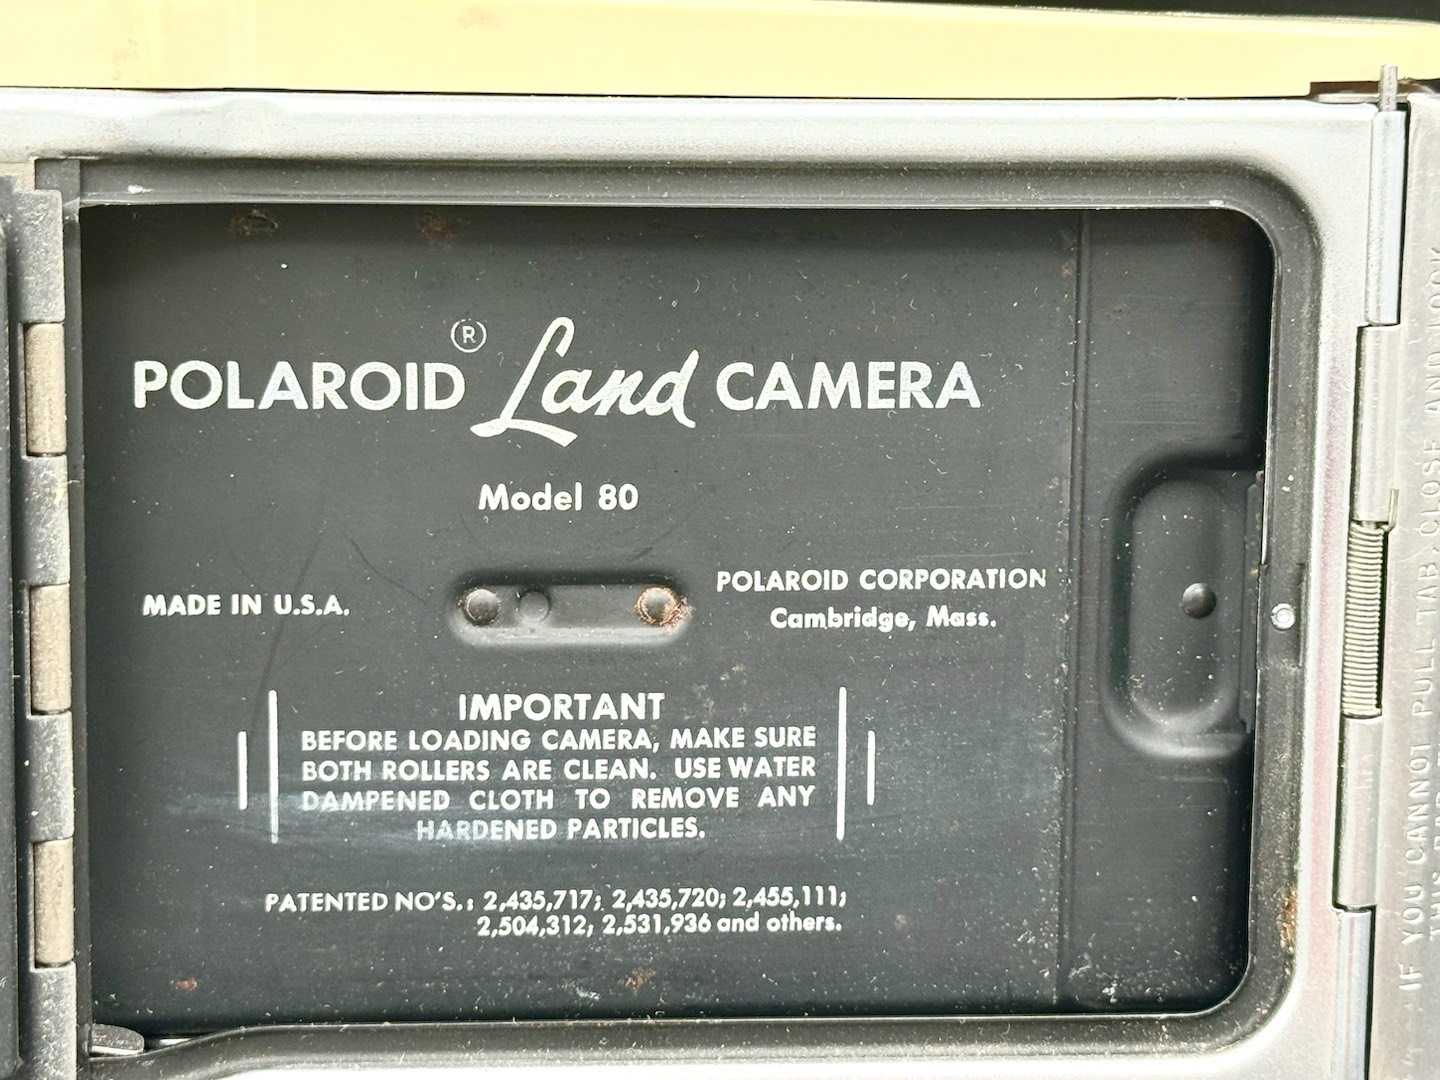 POLAROID® Land CAMERA
Model 80
MADE IN U.S.A.
POLAROID CORPORATION
Cambridge, Mass.
IMPORTANT
BEFORE LOADING CAMERA, MAKE SURE
BOTH ROLLERS ARE CLEAN. USE WATER
DAMPENED CLOTH TO REMOVE ANY
HARDENED PARTICLES.
PATENTED NO'S.: 2,435,717; 2,435,720; 2,455,111;
2,504,312; 2,531,936 and others.
IF YOU CANNOT PULL TAB, CLOSE AND LOCK